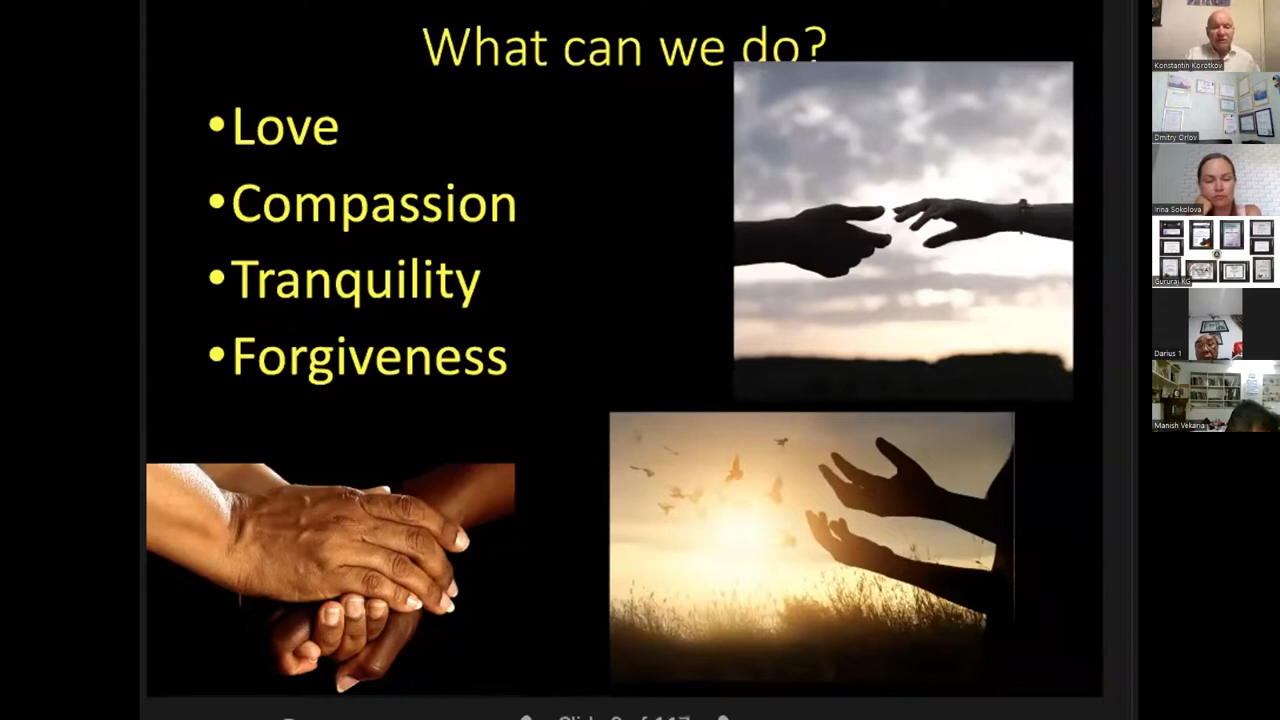 What can we do?
•Love
•Compassion
•Tranquility
•Forgiveness
Konstantin Korotkov
Dmitry Orlov
Irina Sokolova
Gururaj KG
Darius 1
Manish Vekaria